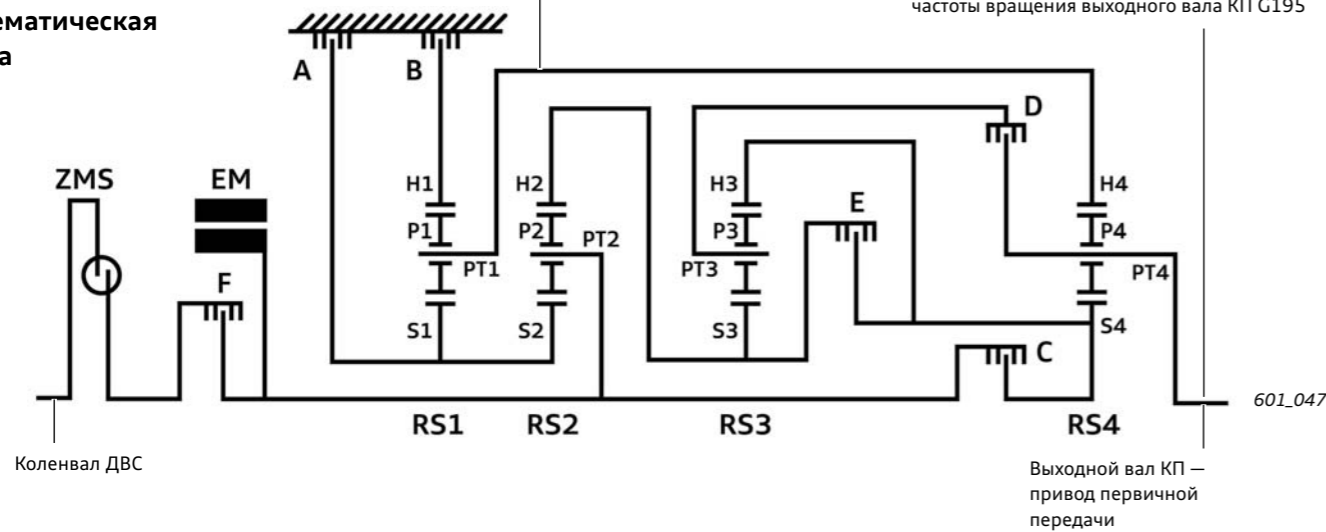 ематическая
а
частоты вращения выходного вала КП G195
A
B
D
ZMS
EM
H1
H2
H3
H4
E
P1
P2
PT2
P3
P4
F
PT1
PT3
PT4
S1
S2
S3
S4
C
RS1
RS2
RS3
RS4
601_047
Коленвал ДВС
Выходной вал КП —
привод первичной
передачи